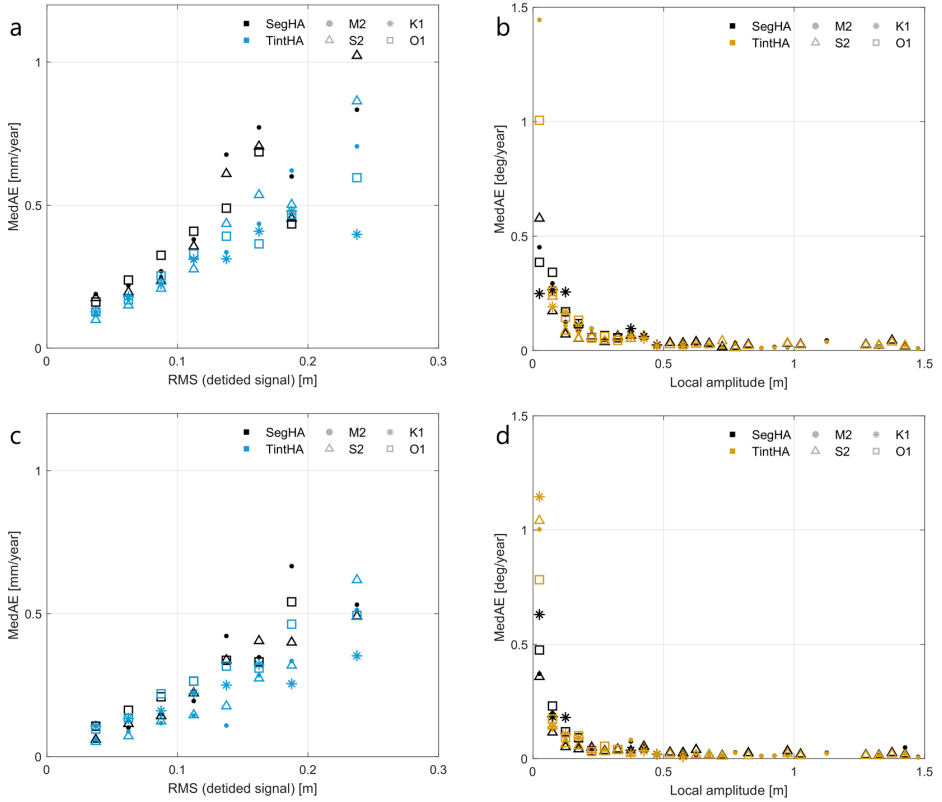 a
SegHA M2 K1
TintHA S2 O1
1
0.5
0
MedAE [mm/year]
0 0.1 0.2 0.3
RMS (detided signal) [m]
b
SegHA M2 K1
TintHA S2 O1
1.5
1
0.5
0
MedAE [deg/year]
0 0.5 1 1.5
Local amplitude [m]
c
SegHA M2 K1
TintHA S2 O1
1
0.5
0
MedAE [mm/year]
0 0.1 0.2 0.3
RMS (detided signal) [m]
d
SegHA M2 K1
TintHA S2 O1
1.5
1
0.5
0
MedAE [deg/year]
0 0.5 1 1.5
Local amplitude [m]